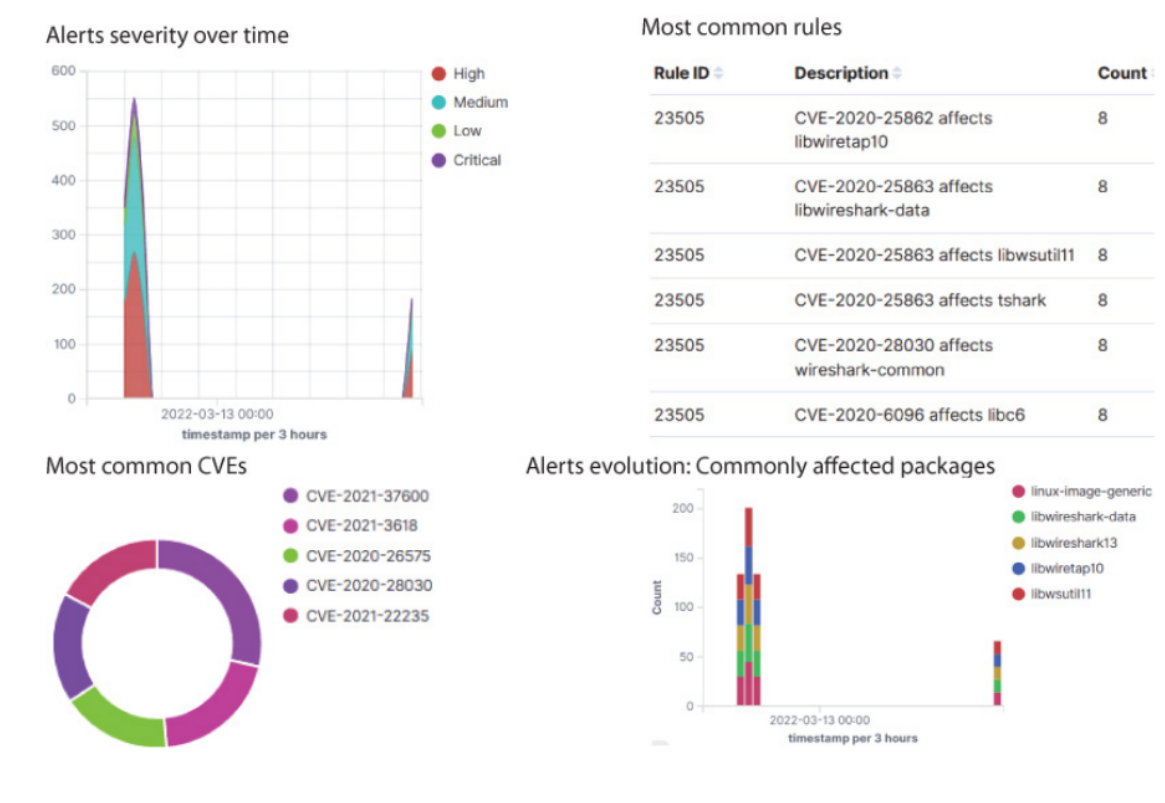 Alerts severity over time
600
500
400
300
200
100
0
2022-03-13 00:00
timestamp per 3 hours
High
Medium
Low
Critical
Most common rules
Rule ID Description Count
23505 CVE-2020-25862 affects 8
libwiretap10
23505 CVE-2020-25863 affects 8
libwireshark-data
23505 CVE-2020-25863 affects libwsutil11 8
23505 CVE-2020-25863 affects tshark 8
23505 CVE-2020-28030 affects 8
wireshark-common
23505 CVE-2020-6096 affects libc6 8
Most common CVEs
CVE-2021-37600
CVE-2021-3618
CVE-2020-26575
CVE-2020-28030
CVE-2021-22235
Alerts evolution: Commonly affected packages
200
150
100
50
0
Count
2022-03-13 00:00
timestamp per 3 hours
linux-image-generic
libwireshark-data
libwireshark13
libwiretap10
libwsutil11